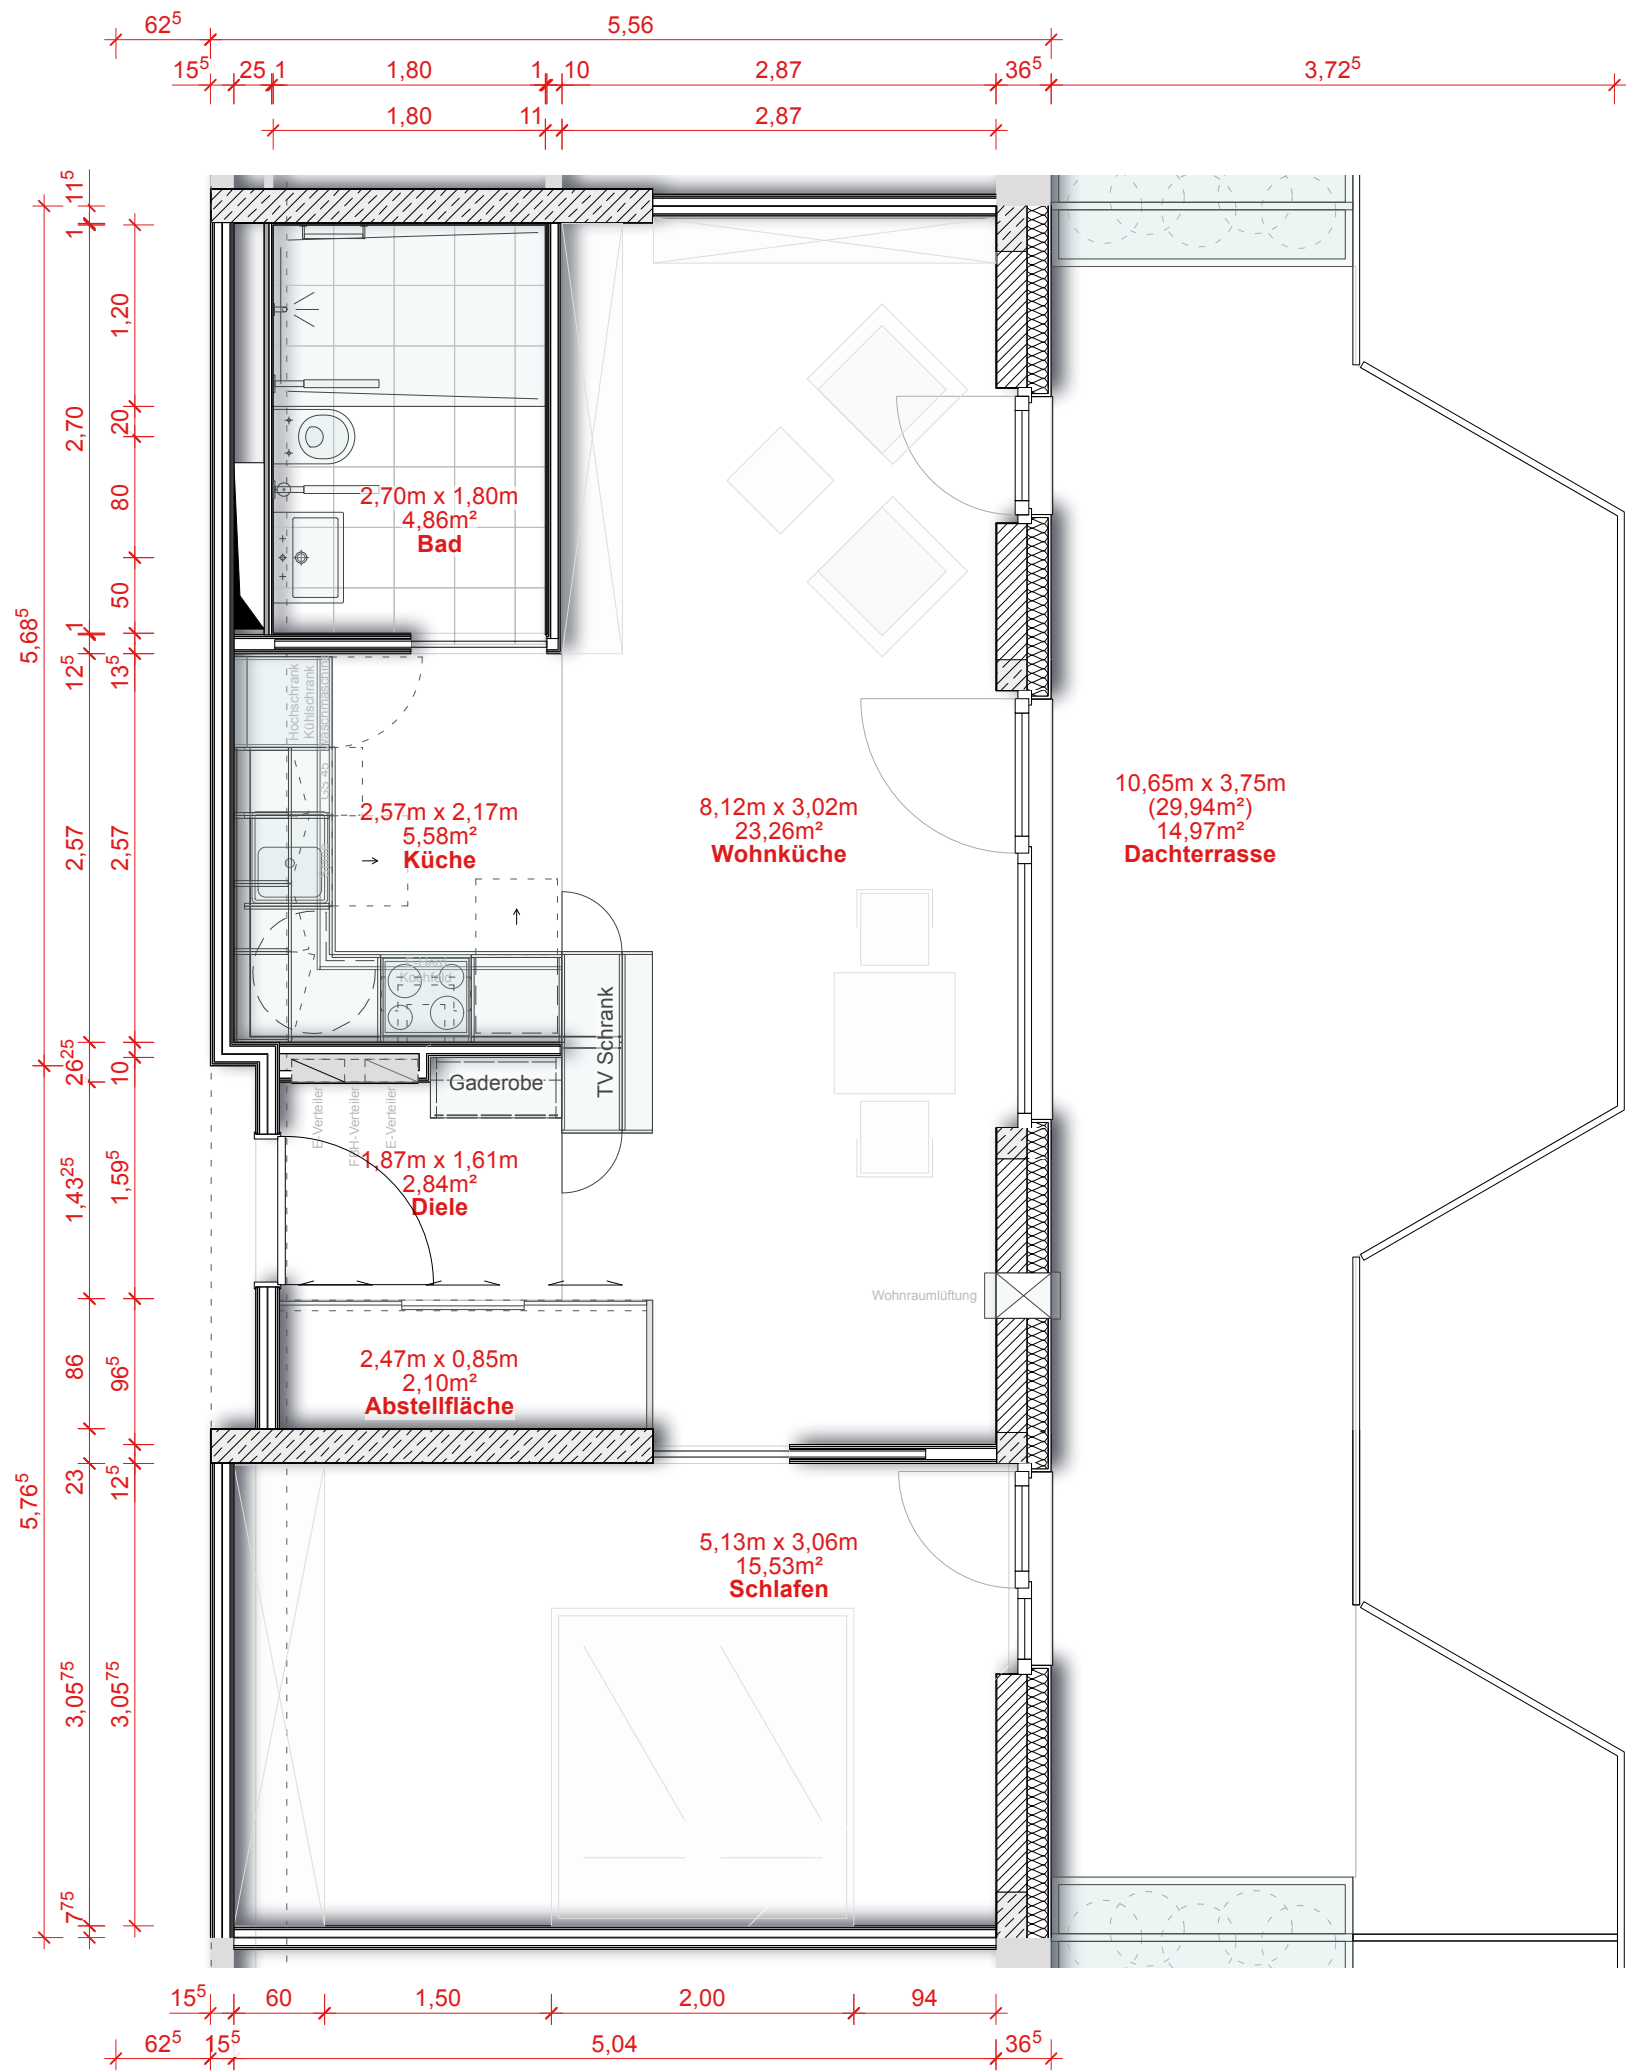 62⁵ 5,56
15⁵ 25 1 1,80 1 10 2,87 36⁵ 3,72⁵
1,80 11 2,87
11⁵
1
1,20
2,70
20
80
50
1
5,68⁵
12⁵
13⁵
2,57
2,57
26²⁵
10
1,43²⁵
1,59⁵
86
96⁵
23
12⁵
5,76⁵
3,05⁷⁵
3,05⁷⁵
7⁷⁵
2,70m x 1,80m
4,86m²
Bad
Hochschrank
Kühlschrank
Waschmaschine
GS 45
2,57m x 2,17m
5,58m²
Küche
8,12m x 3,02m
23,26m²
Wohnküche
10,65m x 3,75m
(29,94m²)
14,97m²
Dachterrasse
Kochfeld
TV Schrank
Gaderobe
E-Verteiler
FBH-Verteiler
E-Verteiler
1,87m x 1,61m
2,84m²
Diele
Wohnraumlüftung
2,47m x 0,85m
2,10m²
Abstellfläche
5,13m x 3,06m
15,53m²
Schlafen
15⁵ 60 1,50 2,00 94
62⁵ 15⁵ 5,04 36⁵